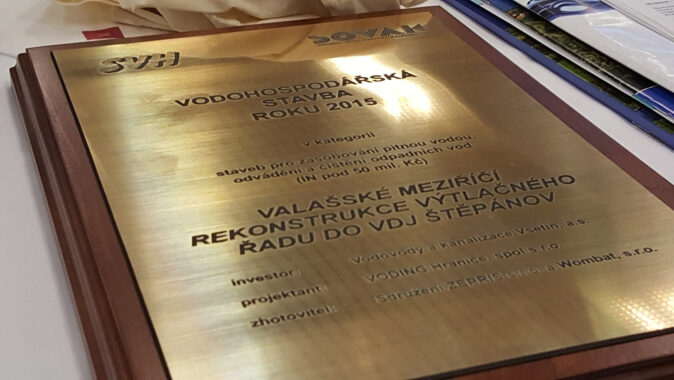 SVH SOVAK
VODOHOSPODÁŘSKÁ
STAVBA
ROKU 2015
v kategorii
staveb pro zásobování pitnou vodou,
odvádění a čištění odpadních vod
(IN pod 50 mil. Kč)
VALAŠSKÉ MEZIŘÍČÍ
REKONSTRUKCE VÝTLAČNÉHO
ŘADU DO VDJ ŠTĚPÁNOV
investor: Vodovody a kanalizace Vsetín, a.s.
projektant: VODING Hranice, spol s r.o.
zhotovitel: Sdružení ZEPRIS s.r.o. a Wombat, s.r.o.